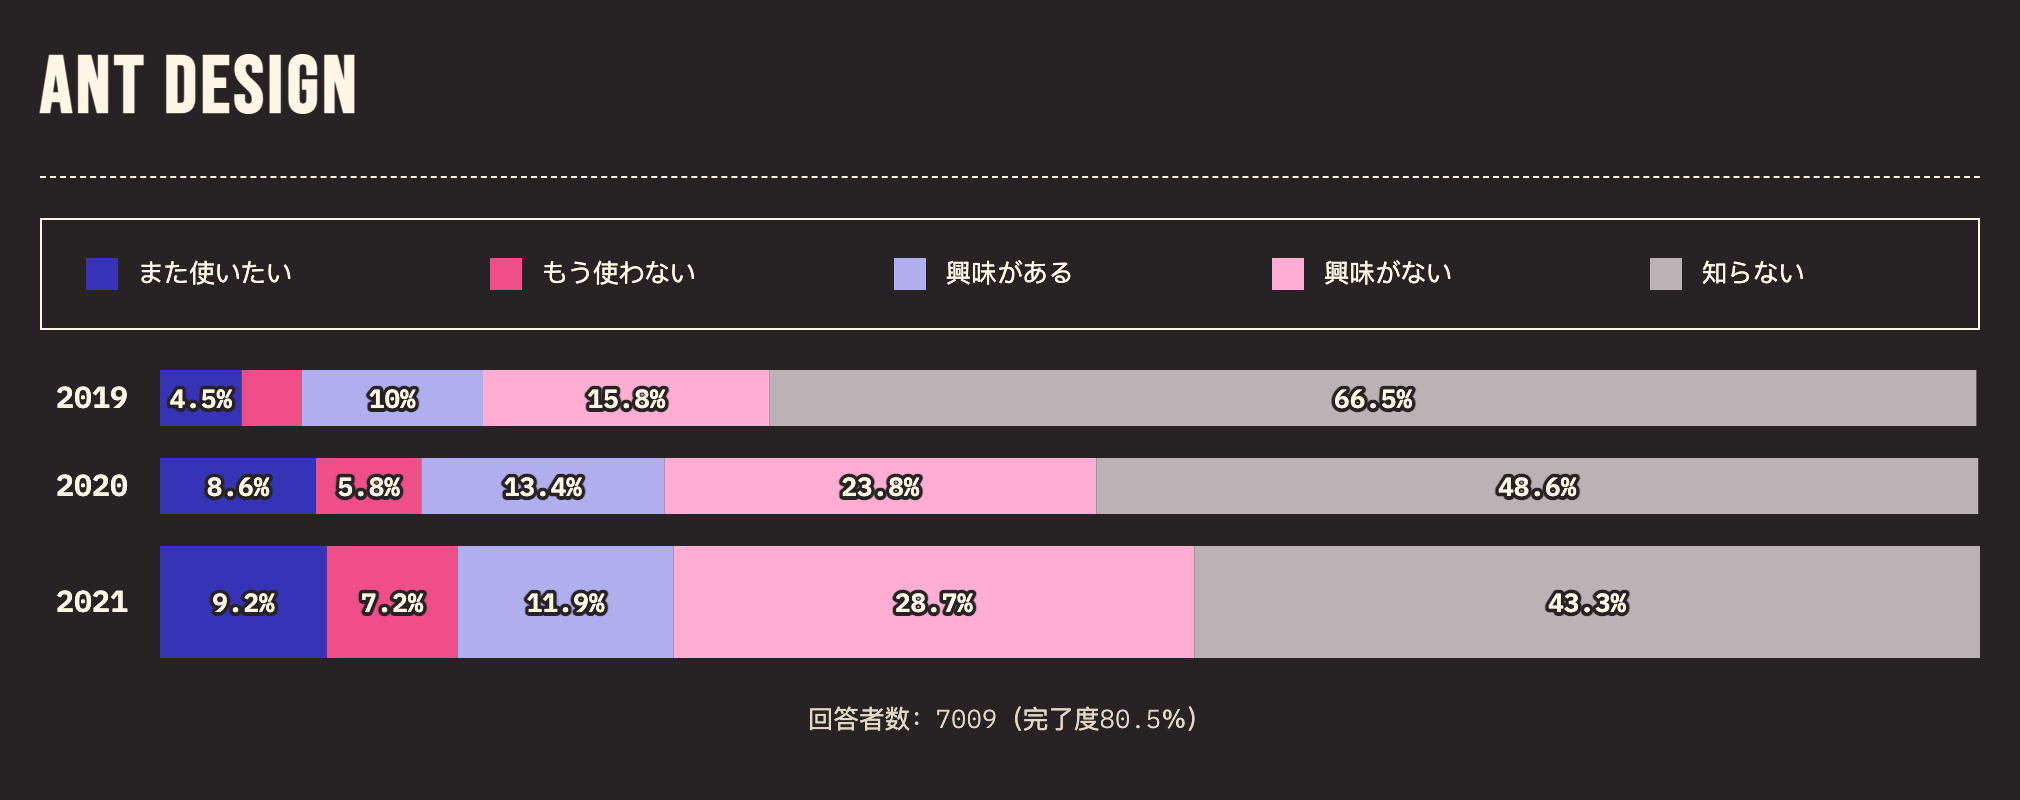 ANT DESIGN
また使いたい もう使わない 興味がある 興味がない 知らない
2019 4.5% 10% 15.8% 66.5%
2020 8.6% 5.8% 13.4% 23.8% 48.6%
2021 9.2% 7.2% 11.9% 28.7% 43.3%
回答者数: 7009 (完了度80.5%)